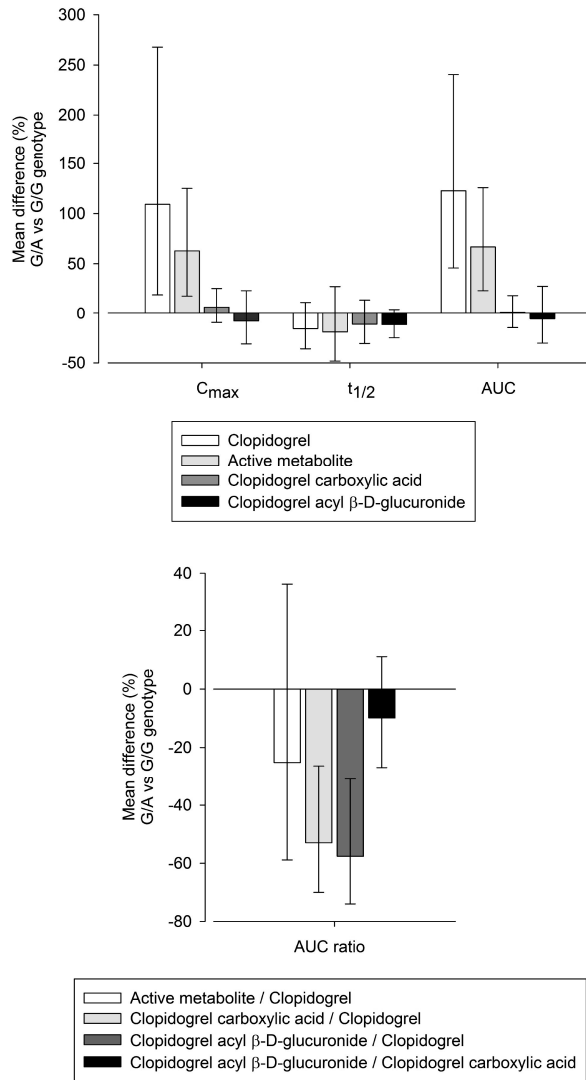 300
250
200
150
100
50
0
-50
Mean difference (%)
G/A vs G/G genotype
Cmax
t1/2
AUC
Clopidogrel
Active metabolite
Clopidogrel carboxylic acid
Clopidogrel acyl β-D-glucuronide
40
20
0
-20
-40
-60
-80
Mean difference (%)
G/A vs G/G genotype
AUC ratio
Active metabolite / Clopidogrel
Clopidogrel carboxylic acid / Clopidogrel
Clopidogrel acyl β-D-glucuronide / Clopidogrel
Clopidogrel acyl β-D-glucuronide / Clopidogrel carboxylic acid